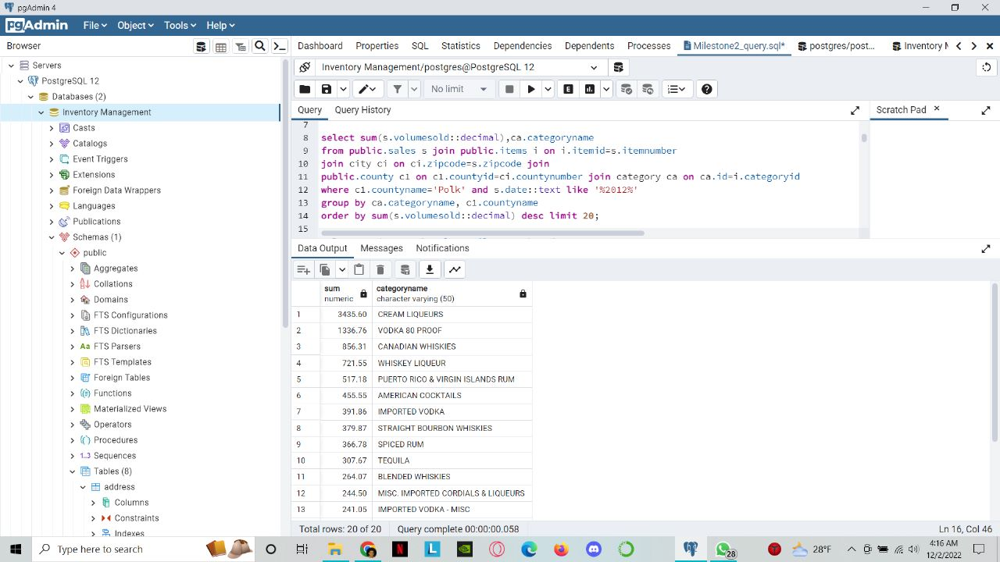 pgAdmin 4
pgAdmin File Object Tools Help
Browser
Dashboard Properties SQL Statistics Dependencies Dependents Processes Milestone2_query.sql* postgres/post... Inventory M
Inventory Management/postgres@PostgreSQL 12
No limit
Query Query History
Scratch Pad
7
8 select sum(s.volumesold::decimal),ca.categoryname
9 from public.sales s join public.items i on i.itemid=s.itemnumber
10 join city ci on ci.zipcode=s.zipcode join
11 public.county c1 on c1.countyid=ci.countynumber join category ca on ca.id=i.categoryid
12 where c1.countyname='Polk' and s.date::text like '%2012%'
13 group by ca.categoryname, c1.countyname
14 order by sum(s.volumesold::decimal) desc limit 20;
15
Data Output Messages Notifications
sum categoryname
numeric character varying (50)
1 3435.60 CREAM LIQUEURS
2 1336.76 VODKA 80 PROOF
3 856.31 CANADIAN WHISKIES
4 721.55 WHISKEY LIQUEUR
5 517.18 PUERTO RICO & VIRGIN ISLANDS RUM
6 455.55 AMERICAN COCKTAILS
7 391.86 IMPORTED VODKA
8 379.87 STRAIGHT BOURBON WHISKIES
9 366.78 SPICED RUM
10 307.67 TEQUILA
11 264.07 BLENDED WHISKIES
12 244.50 MISC. IMPORTED CORDIALS & LIQUEURS
13 241.05 IMPORTED VODKA - MISC
Total rows: 20 of 20 Query complete 00:00:00.058
Ln 16, Col 46
Servers
PostgreSQL 12
Databases (2)
Inventory Management
Casts
Catalogs
Event Triggers
Extensions
Foreign Data Wrappers
Languages
Publications
Schemas (1)
public
Aggregates
Collations
Domains
FTS Configurations
FTS Dictionaries
Aa FTS Parsers
FTS Templates
Foreign Tables
Functions
Materialized Views
Operators
Procedures
1..3 Sequences
Tables (8)
address
Columns
Constraints
Indexes
Type here to search
28
28°F
4:16 AM
12/2/2022